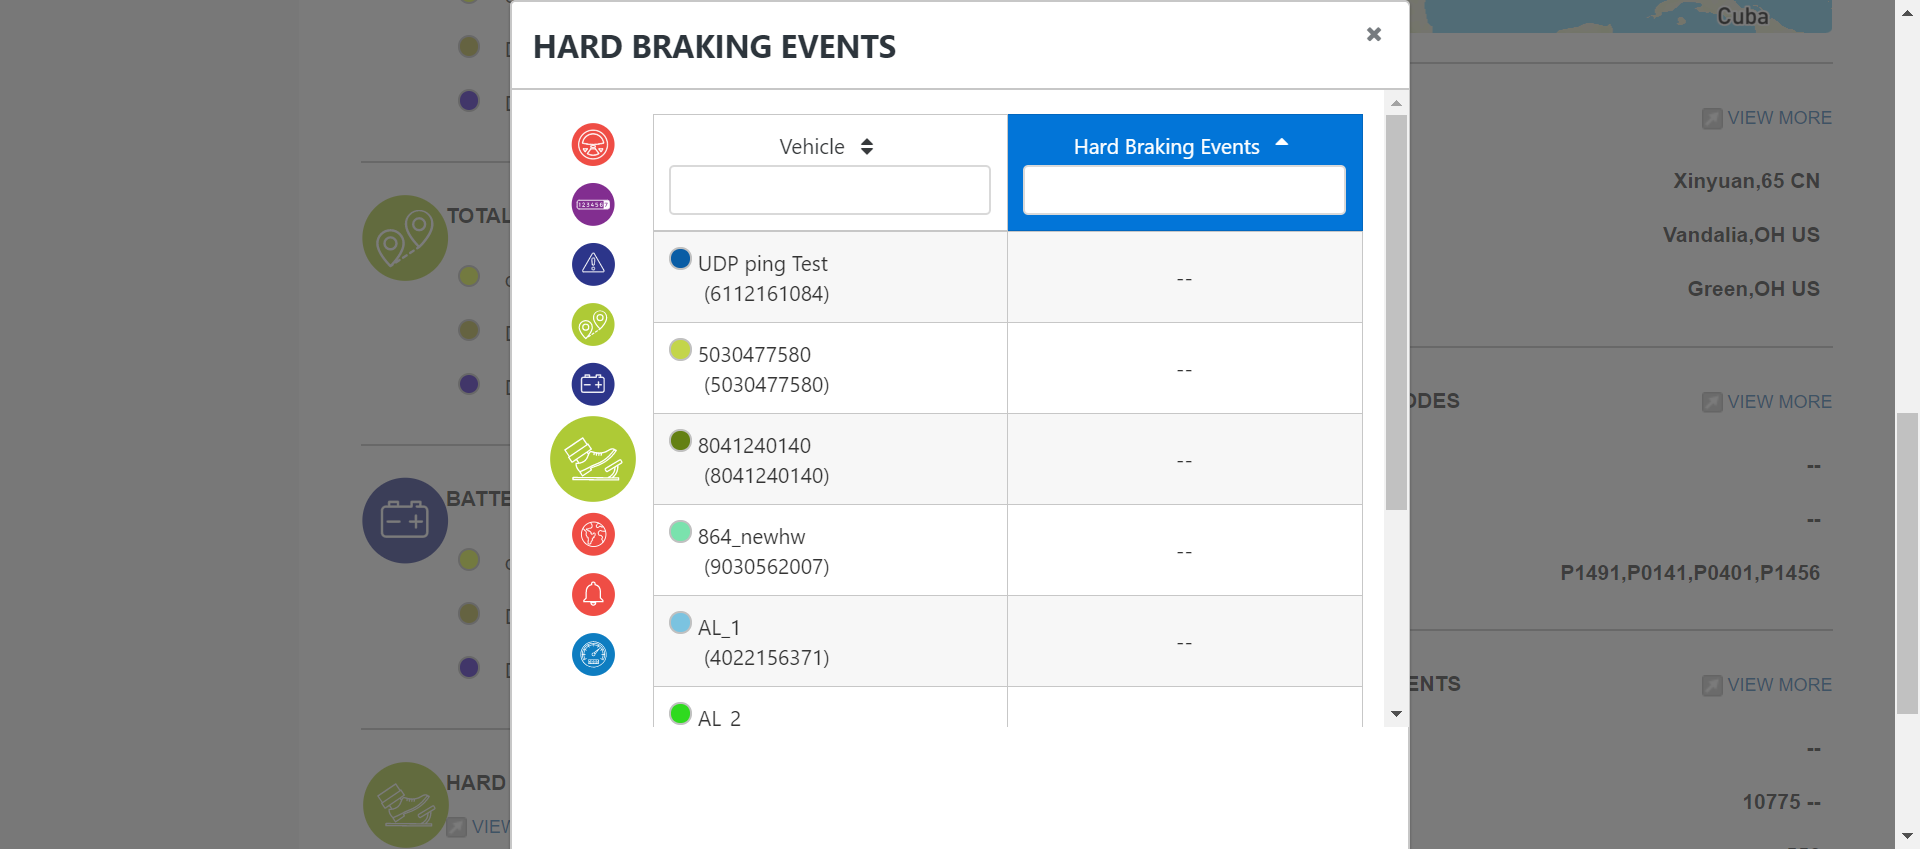 HARD BRAKING EVENTS
Vehicle
Hard Braking Events
UDP ping Test
(6112161084)
--
5030477580
(5030477580)
--
8041240140
(8041240140)
--
864_newhw
(9030562007)
--
AL_1
(4022156371)
--
AL_2
1234567
TOTAL
BATTE
HARD
VIEW
Cuba
VIEW MORE
Xinyuan,65 CN
Vandalia,OH US
Green,OH US
ODES
VIEW MORE
--
--
P1491,P0141,P0401,P1456
ENTS
VIEW MORE
--
10775 --